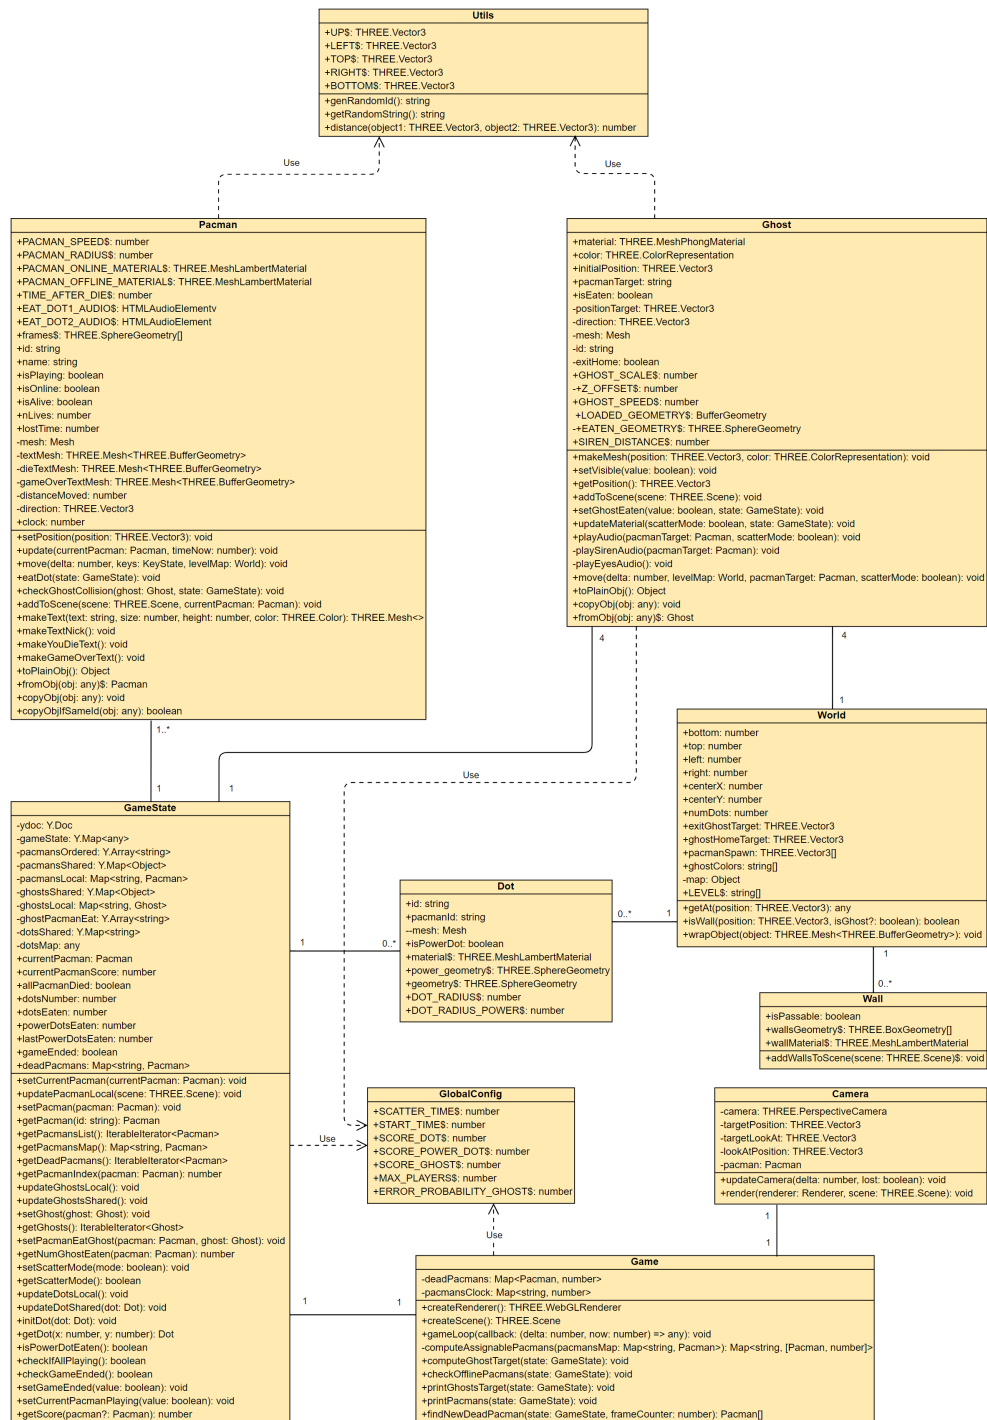 Utils
+UP$: THREE.Vector3
+LEFT$: THREE.Vector3
+TOP$: THREE.Vector3
+RIGHT$: THREE.Vector3
+BOTTOM$: THREE.Vector3
+genRandomId(): string
+getRandomString(): string
+distance(object1: THREE.Vector3, object2: THREE.Vector3): number
Use
Use
Pacman
+PACMAN_SPEED$: number
+PACMAN_RADIUS$: number
+PACMAN_ONLINE_MATERIAL$: THREE.MeshLambertMaterial
+PACMAN_OFFLINE_MATERIAL$: THREE.MeshLambertMaterial
+TIME_AFTER_DIE$: number
+EAT_DOT1_AUDIO$: HTMLAudioElementv
+EAT_DOT2_AUDIO$: HTMLAudioElement
+frames$: THREE.SphereGeometry[]
+id: string
+name: string
+isPlaying: boolean
+isOnline: boolean
+isAlive: boolean
+nLives: number
+lostTime: number
-mesh: Mesh
-textMesh: THREE.Mesh<THREE.BufferGeometry>
-dieTextMesh: THREE.Mesh<THREE.BufferGeometry>
-gameOverTextMesh: THREE.Mesh<THREE.BufferGeometry>
-distanceMoved: number
-direction: THREE.Vector3
+clock: number
+setPosition(position: THREE.Vector3): void
+update(currentPacman: Pacman, timeNow: number): void
+move(delta: number, keys: KeyState, levelMap: World): void
+eatDot(state: GameState): void
+checkGhostCollision(ghost: Ghost, state: GameState): void
+addToScene(scene: THREE.Scene, currentPacman: Pacman): void
+makeText(text: string, size: number, height: number, color: THREE.Color): THREE.Mesh<>
+makeTextNick(): void
+makeYouDieText(): void
+makeGameOverText(): void
+toPlainObj(): Object
+fromObj(obj: any)$: Pacman
+copyObj(obj: any): void
+copyObjIfSameId(obj: any): boolean
Ghost
+material: THREE.MeshPhongMaterial
+color: THREE.ColorRepresentation
+initialPosition: THREE.Vector3
+pacmanTarget: string
+isEaten: boolean
-positionTarget: THREE.Vector3
-direction: THREE.Vector3
-mesh: Mesh
-id: string
-exitHome: boolean
+GHOST_SCALE$: number
-+Z_OFFSET$: number
+GHOST_SPEED$: number
+LOADED_GEOMETRY$: BufferGeometry
-+EATEN_GEOMETRY$: THREE.SphereGeometry
+SIREN_DISTANCE$: number
+makeMesh(position: THREE.Vector3, color: THREE.ColorRepresentation): void
+setVisible(value: boolean): void
+getPosition(): THREE.Vector3
+addToScene(scene: THREE.Scene): void
+setGhostEaten(value: boolean, state: GameState): void
+updateMaterial(scatterMode: boolean, state: GameState): void
+playAudio(pacmanTarget: Pacman, scatterMode: boolean): void
-playSirenAudio(pacmanTarget: Pacman): void
-playEyesAudio(): void
+move(delta: number, levelMap: World, pacmanTarget: Pacman, scatterMode: boolean): void
+toPlainObj(): Object
+copyObj(obj: any): void
+fromObj(obj: any)$: Ghost
4
4
1
1..*
1
1
Use
World
+bottom: number
+top: number
+left: number
+right: number
+centerX: number
+centerY: number
+numDots: number
+exitGhostTarget: THREE.Vector3
+ghostHomeTarget: THREE.Vector3
+pacmanSpawn: THREE.Vector3[]
+ghostColors: string[]
-map: Object
+LEVEL$: string[]
+getAt(position: THREE.Vector3): any
+isWall(position: THREE.Vector3, isGhost?: boolean): boolean
+wrapObject(object: THREE.Mesh<THREE.BufferGeometry>): void
GameState
-ydoc: Y.Doc
-gameState: Y.Map<any>
-pacmansOrdered: Y.Array<string>
-pacmansShared: Y.Map<Object>
-pacmansLocal: Map<string, Pacman>
-ghostsShared: Y.Map<Object>
-ghostsLocal: Map<string, Ghost>
-ghostPacmanEat: Y.Array<string>
-dotsShared: Y.Map<string>
-dotsMap: any
+currentPacman: Pacman
+currentPacmanScore: number
+allPacmanDied: boolean
+dotsNumber: number
+dotsEaten: number
+powerDotsEaten: number
+lastPowerDotsEaten: number
+gameEnded: boolean
+deadPacmans: Map<string, Pacman>
+setCurrentPacman(currentPacman: Pacman): void
+updatePacmanLocal(scene: THREE.Scene): void
+setPacman(pacman: Pacman): void
+getPacman(id: string): Pacman
+getPacmansList(): IterableIterator<Pacman>
+getPacmansMap(): Map<string, Pacman>
+getDeadPacmans(): IterableIterator<Pacman>
+getPacmanIndex(pacman: Pacman): number
+updateGhostsLocal(): void
+updateGhostsShared(): void
+setGhost(ghost: Ghost): void
+getGhosts(): IterableIterator<Ghost>
+setPacmanEatGhost(pacman: Pacman, ghost: Ghost): void
+getNumGhostEaten(pacman: Pacman): number
+setScatterMode(mode: boolean): void
+getScatterMode(): boolean
+updateDotsLocal(): void
+updateDotShared(dot: Dot): void
+initDot(dot: Dot): void
+getDot(x: number, y: number): Dot
+isPowerDotEaten(): boolean
+checkIfAllPlaying(): boolean
+checkGameEnded(): boolean
+setGameEnded(value: boolean): void
+setCurrentPacmanPlaying(value: boolean): void
+getScore(pacman?: Pacman): number
Dot
+id: string
+pacmanId: string
--mesh: Mesh
+isPowerDot: boolean
+material$: THREE.MeshLambertMaterial
+power_geometry$: THREE.SphereGeometry
+geometry$: THREE.SphereGeometry
+DOT_RADIUS$: number
+DOT_RADIUS_POWER$: number
0..*
1
1
0..*
1
0..*
Wall
+isPassable: boolean
+wallsGeometry$: THREE.BoxGeometry[]
+wallMaterial$: THREE.MeshLambertMaterial
+addWallsToScene(scene: THREE.Scene)$: void
GlobalConfig
+SCATTER_TIME$: number
+START_TIME$: number
+SCORE_DOT$: number
+SCORE_POWER_DOT$: number
+SCORE_GHOST$: number
+MAX_PLAYERS$: number
+ERROR_PROBABILITY_GHOST$: number
Use
Use
Camera
-camera: THREE.PerspectiveCamera
-targetPosition: THREE.Vector3
-targetLookAt: THREE.Vector3
-lookAtPosition: THREE.Vector3
-pacman: Pacman
+updateCamera(delta: number, lost: boolean): void
+render(renderer: Renderer, scene: THREE.Scene): void
1
1
1
1
Game
-deadPacmans: Map<Pacman, number>
-pacmansClock: Map<string, number>
+createRenderer(): THREE.WebGLRenderer
+createScene(): THREE.Scene
+gameLoop(callback: (delta: number, now: number) => any): void
-computeAssignablePacmans(pacmansMap: Map<string, Pacman>): Map<string, [Pacman, number]>
+computeGhostTarget(state: GameState): void
+checkOfflinePacmans(state: GameState): void
+printGhostsTarget(state: GameState): void
+printPacmans(state: GameState): void
+findNewDeadPacman(state: GameState, frameCounter: number): Pacman[]